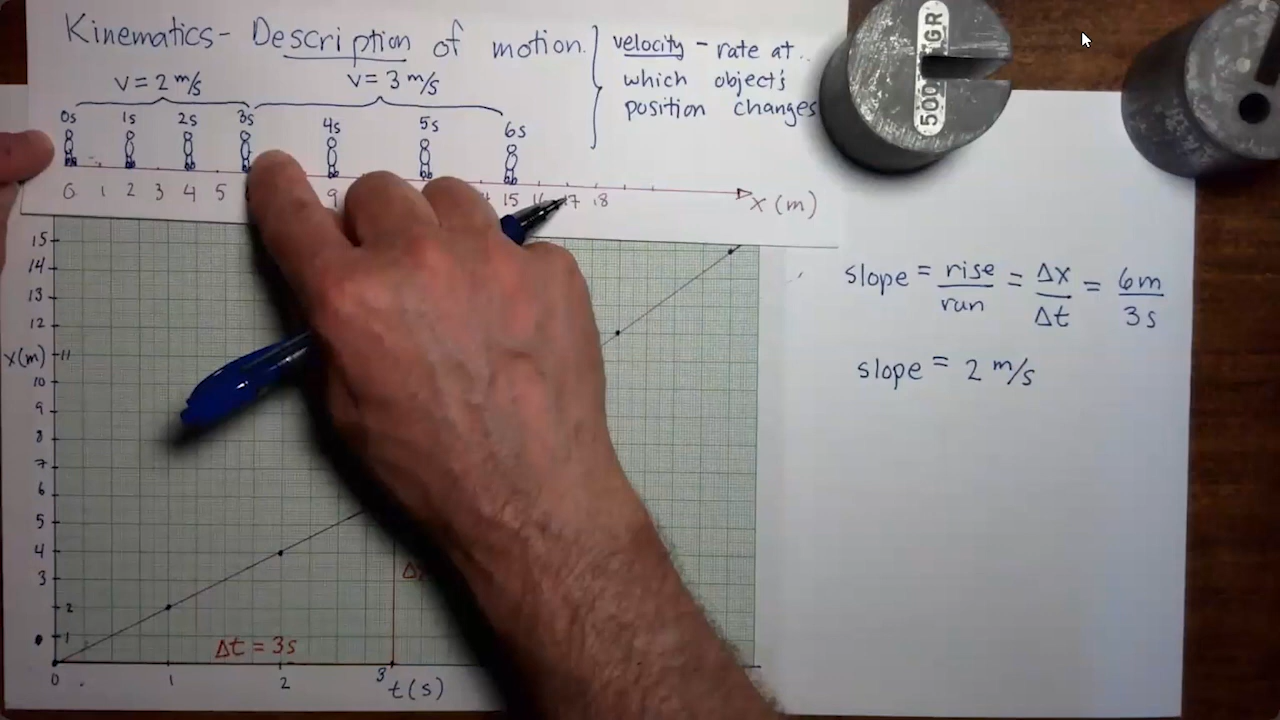 Kinematics - Description of motion.
velocity - rate at..
which object's
position changes
v = 2 m/s
v = 3 m/s
0s 1s 2s 3s 4s 5s 6s
0 1 2 3 4 5 9 15 16 17 18
x (m)
500 GR
15
14
13
12
x(m) 11
10
9
8
7
6
5
4
3
2
1
Δt = 3s
0 1 2 3
t(s)
slope = rise/run = Δx/Δt = 6m/3s
slope = 2 m/s